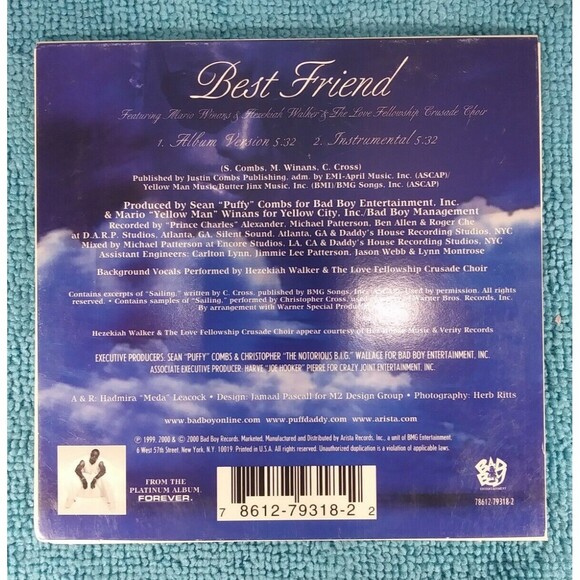 Best Friend
Featuring Mario Winans & Hezekiah Walker & The Love Fellowship Crusade Choir
1. Album Version 5:32 2. Instrumental 5:32
(S. Combs, M. Winans, C. Cross)
Published by Justin Combs Publishing, adm. by EMI-April Music, Inc. (ASCAP)/
Yellow Man Music/Butter Jinx Music, Inc. (BMI)/BMG Songs, Inc. (ASCAP)
Produced by Sean "Puffy" Combs for Bad Boy Entertainment, Inc.
& Mario "Yellow Man" Winans for Yellow City, Inc./Bad Boy Management
Recorded by "Prince Charles" Alexander, Michael Patterson, Ben Allen & Roger Che
at D.A.R.P. Studios, Atlanta, GA, Silent Sound, Atlanta, GA & Daddy's House Recording Studios, NYC
Mixed by Michael Patterson at Encore Studios, LA, CA & Daddy's House Recording Studios, NYC
Assistant Engineers: Carlton Lynn, Jimmie Lee Patterson, Jason Webb & Lynn Montrose
Background Vocals Performed by Hezekiah Walker & The Love Fellowship Crusade Choir
Contains excerpts of "Sailing," written by C. Cross, published by BMG Songs, Inc. Used by permission. All rights
reserved. • Contains samples of "Sailing," performed by Christopher Cross, used courtesy of Warner Bros. Records, Inc.
By arrangement with Warner Special Products
Hezekiah Walker & The Love Fellowship Crusade Choir appear courtesy of Music & Verity Records
EXECUTIVE PRODUCERS: SEAN "PUFFY" COMBS & CHRISTOPHER "THE NOTORIOUS B.I.G." WALLACE FOR BAD BOY ENTERTAINMENT, INC.
ASSOCIATE EXECUTIVE PRODUCER: HARVE "JOE HOOKER" PIERRE FOR CRAZY JOINT ENTERTAINMENT, INC.
A & R: Hadmira "Meda" Leacock • Design: Jamaal Pascall for M2 Design Group • Photography: Herb Ritts
www.badboyonline.com • www.puffdaddy.com • www.arista.com
℗ 1999, 2000 & © 2000 Bad Boy Records. Marketed, Manufactured and Distributed by Arista Records, Inc., a unit of BMG Entertainment.
6 West 57th Street, New York, N.Y. 10019. Printed in U.S.A. All rights reserved. Unauthorized duplication is a violation of applicable laws.
FROM THE
PLATINUM ALBUM
FOREVER.
7 8612-79318-2 2
BAD BOY
ENTERTAINMENT
78612-79318-2